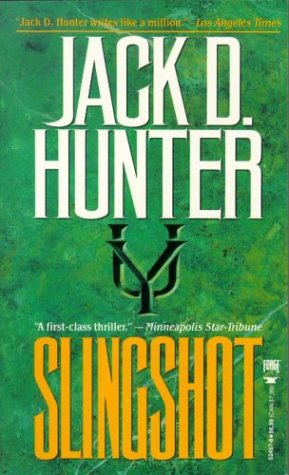 "Jack D. Hunter writes like a million." – Los Angeles Times
JACK D.
HUNTER
"A first-class thriller." – Minneapolis Star-Tribune
SLINGSHOT
FORGE